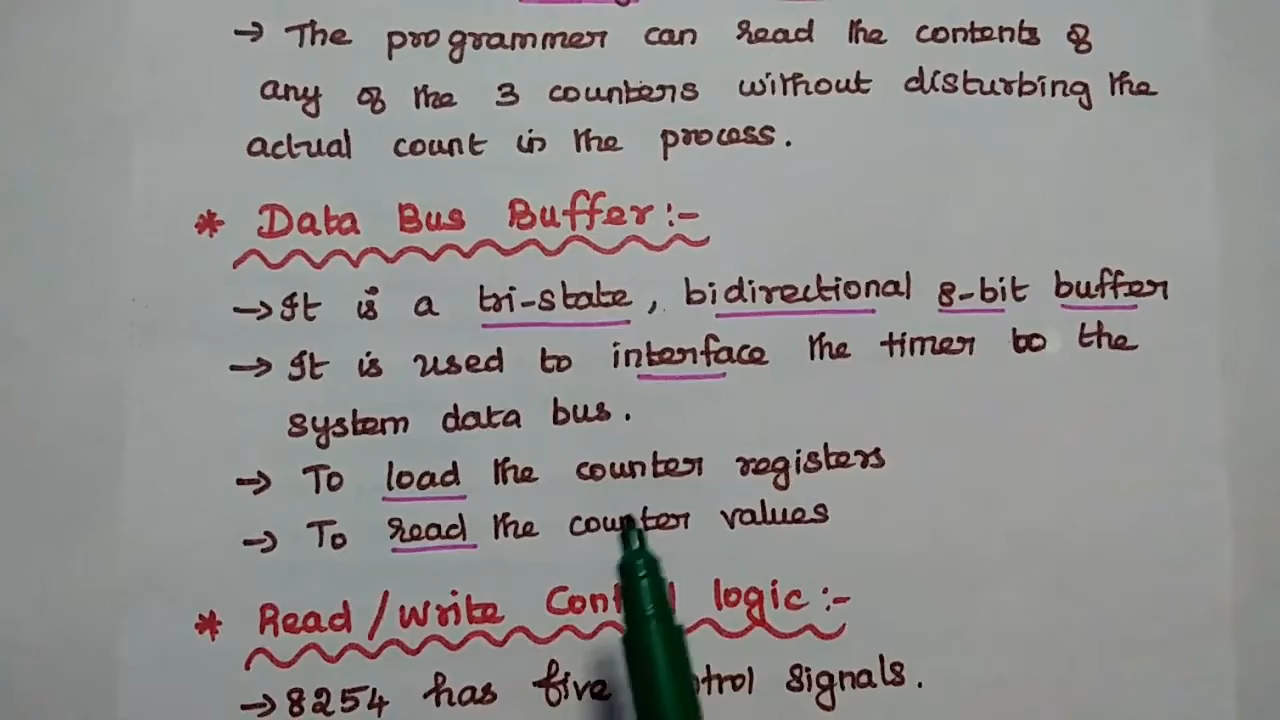 → The programmer can read the contents of
any of the 3 counters without disturbing the
actual count in the process.
* Data Bus Buffer:-
→ It is a tri-state, bidirectional 8-bit buffer
→ It is used to interface the timer to the
system data bus.
→ To load the counter registers
→ To read the counter values
* Read/Write Control logic:-
→ 8254 has five control signals.